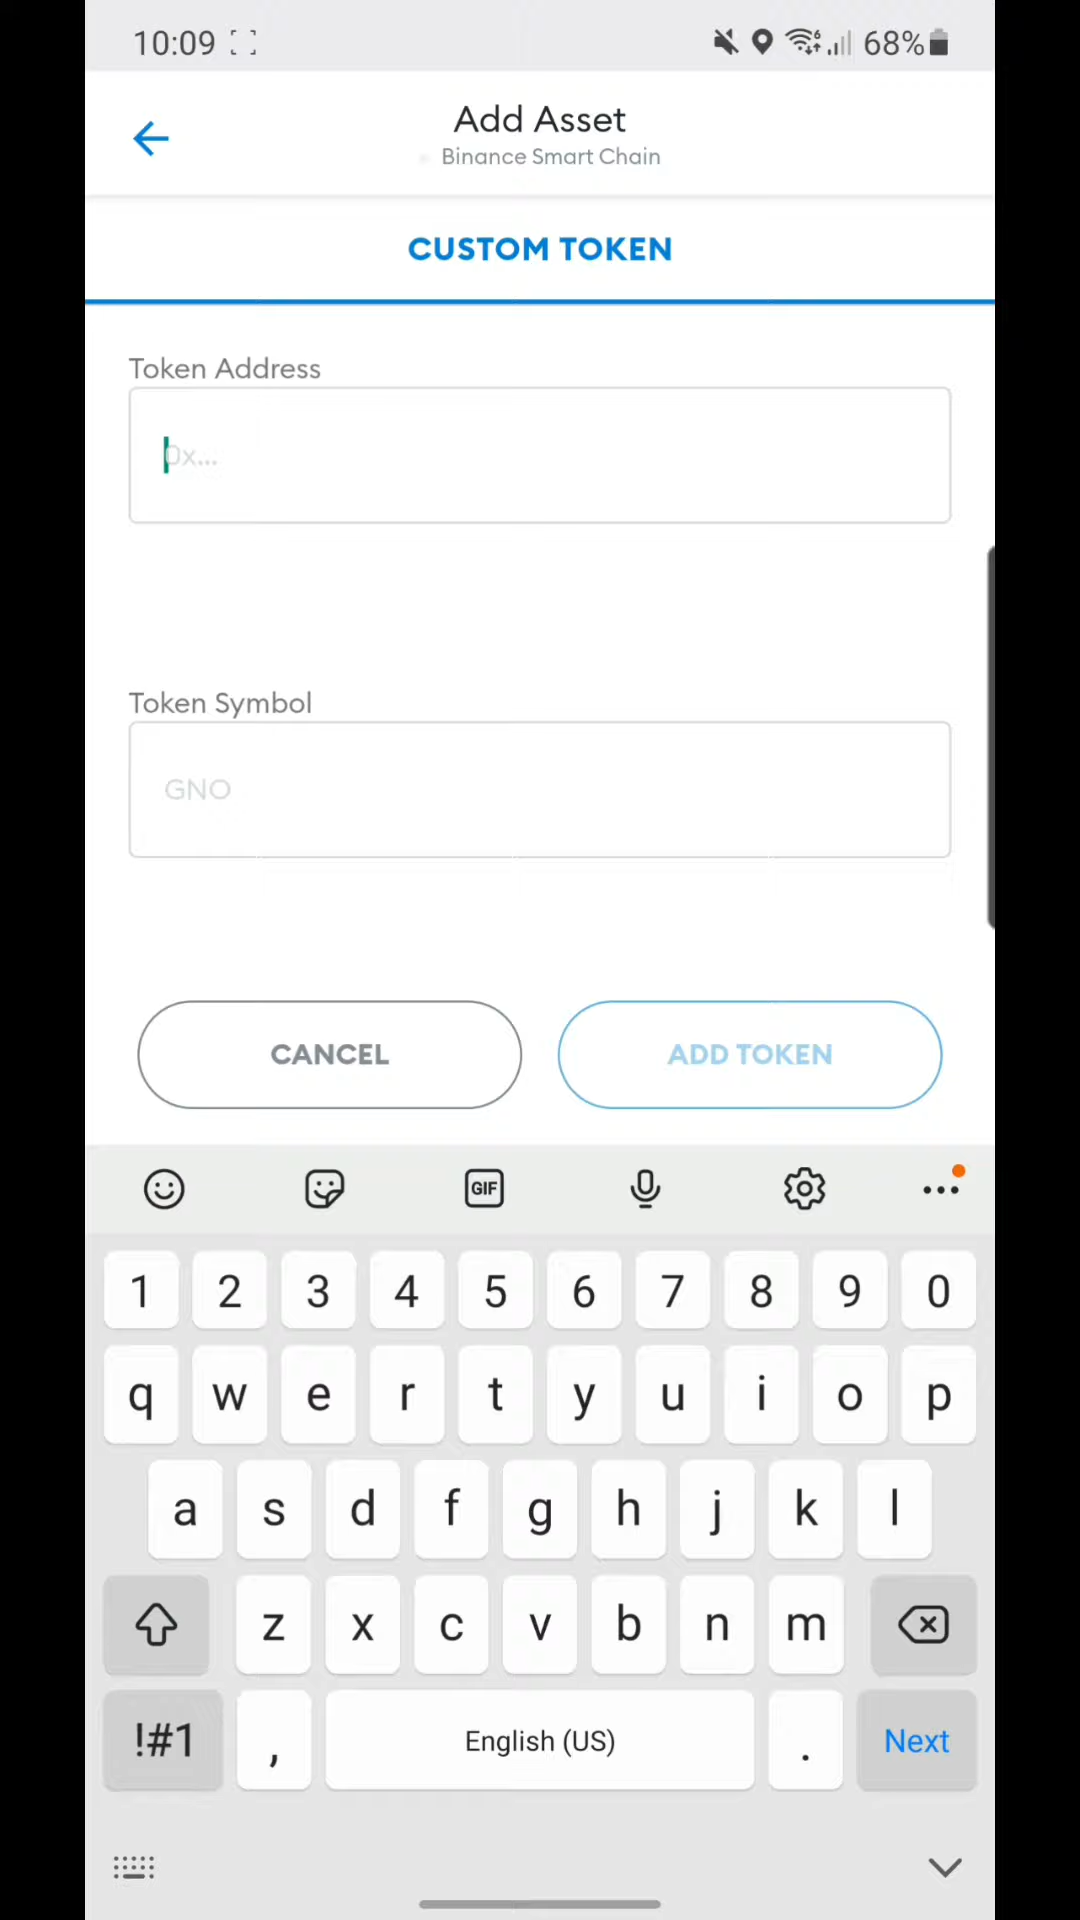 10:09 68%
Add Asset
Binance Smart Chain
CUSTOM TOKEN
Token Address
0x...
Token Symbol
GNO
CANCEL ADD TOKEN
GIF
1 2 3 4 5 6 7 8 9 0
q w e r t y u i o p
a s d f g h j k l
z x c v b n m
!#1 , English (US) . Next